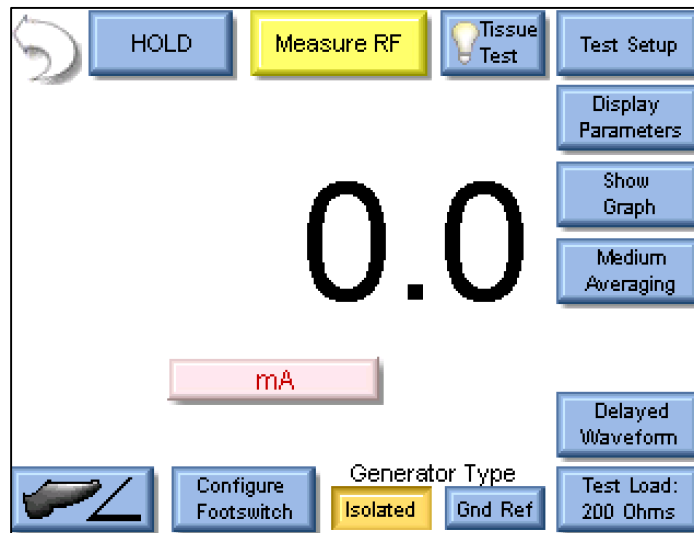 HOLD
Measure RF
Tissue
Test
Test Setup
Display
Parameters
Show
Graph
Medium
Averaging
0.0
mA
Delayed
Waveform
Configure
Footswitch
Generator Type
Isolated
Gnd Ref
Test Load:
200 Ohms